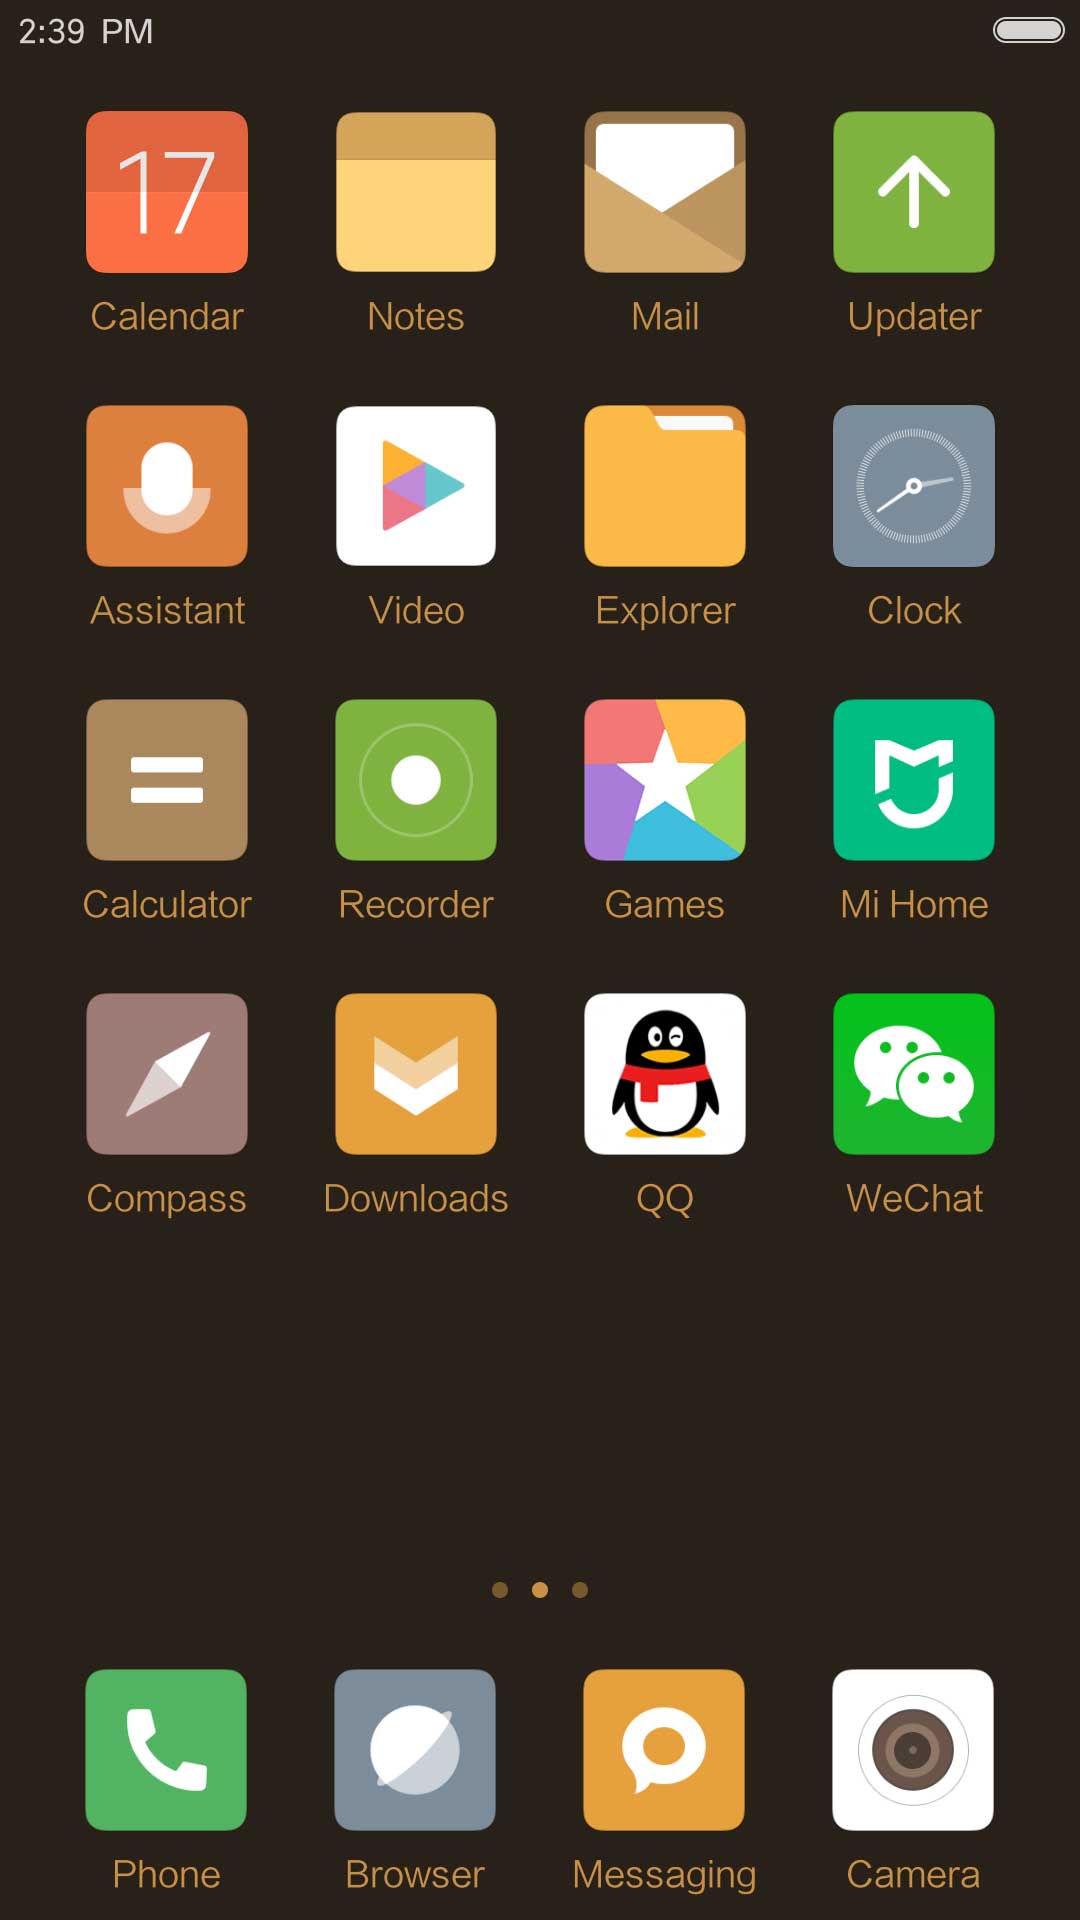 2:39 PM
17
Calendar Notes Mail Updater
Assistant Video Explorer Clock
Calculator Recorder Games Mi Home
Compass Downloads QQ WeChat
Phone Browser Messaging Camera